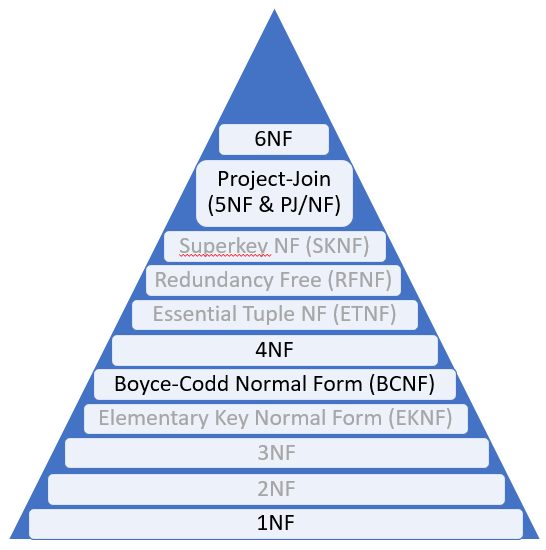 6NF
Project-Join
(5NF & PJ/NF)
Superkey NF (SKNF)
Redundancy Free (RFNF)
Essential Tuple NF (ETNF)
4NF
Boyce-Codd Normal Form (BCNF)
Elementary Key Normal Form (EKNF)
3NF
2NF
1NF